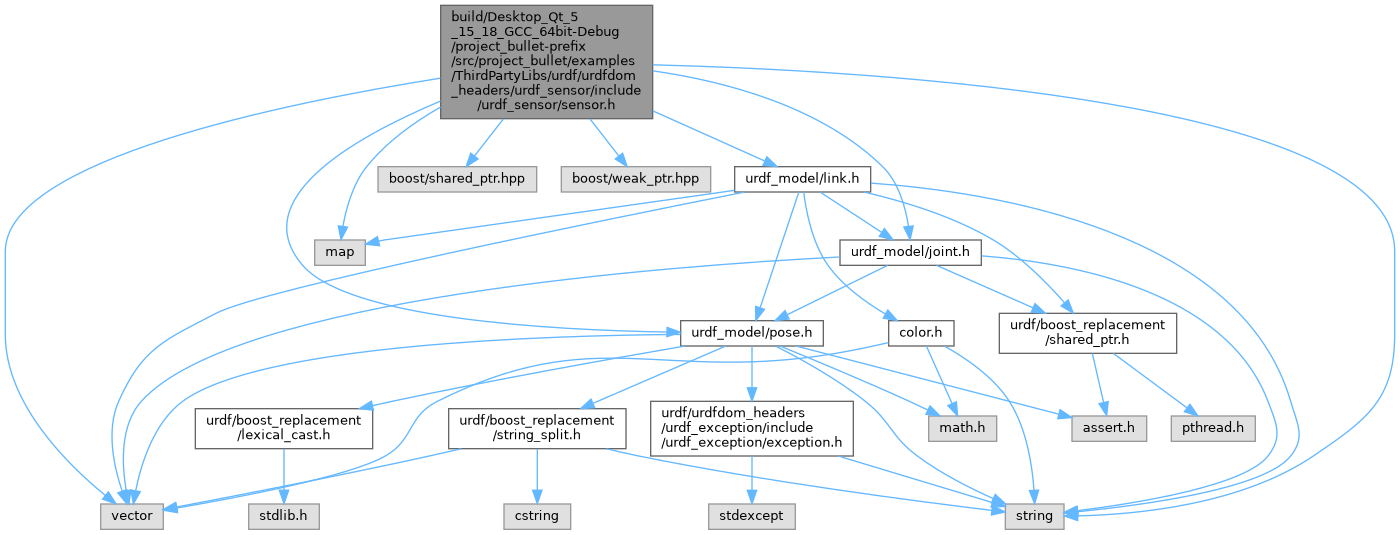 build/Desktop_Qt_5
_15_18_GCC_64bit-Debug
/project_bullet-prefix
/src/project_bullet/examples
/ThirdPartyLibs/urdf/urdfdom
_headers/urdf_sensor/include
/urdf_sensor/sensor.h
boost/shared_ptr.hpp
boost/weak_ptr.hpp
urdf_model/link.h
map
urdf_model/joint.h
urdf_model/pose.h
color.h
urdf/boost_replacement
/shared_ptr.h
urdf/boost_replacement
/lexical_cast.h
urdf/boost_replacement
/string_split.h
urdf/urdfdom_headers
/urdf_exception/include
/urdf_exception/exception.h
math.h
assert.h
pthread.h
vector
stdlib.h
cstring
stdexcept
string